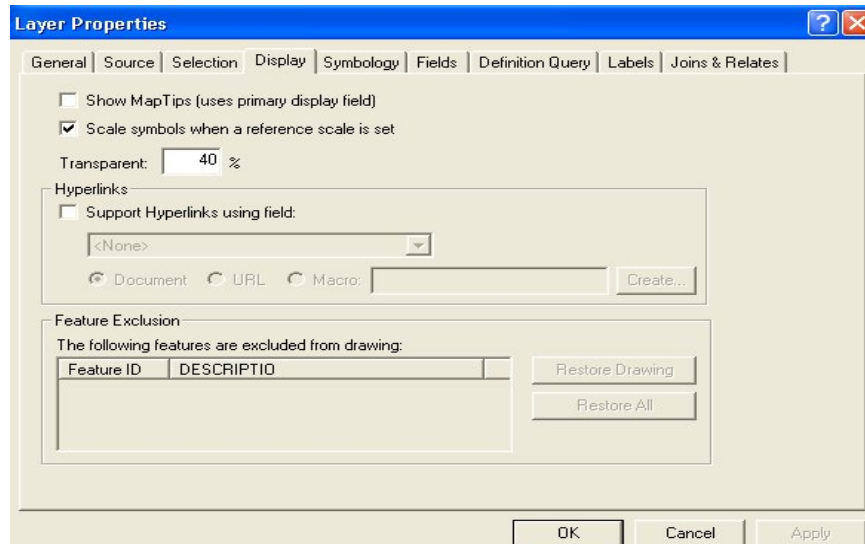 Layer Properties
General Source Selection Display Symbology Fields Definition Query Labels Joins & Relates
Show MapTips (uses primary display field)
Scale symbols when a reference scale is set
Transparent: 40 %
Hyperlinks
Support Hyperlinks using field:
<None>
Document URL Macro: Create...
Feature Exclusion
The following features are excluded from drawing:
Feature ID DESCRIPTIO
Restore Drawing
Restore All
OK Cancel Apply